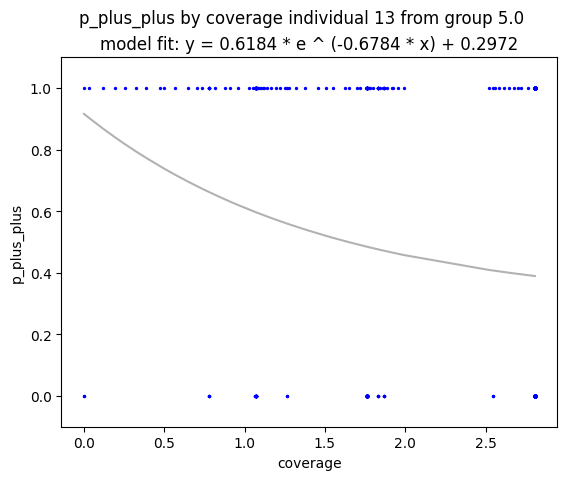 p_plus_plus by coverage individual 13 from group 5.0
model fit: y = 0.6184 * e ^ (-0.6784 * x) + 0.2972
1.0
0.8
0.6
0.4
0.2
0.0
p_plus_plus
0.0 0.5 1.0 1.5 2.0 2.5
coverage